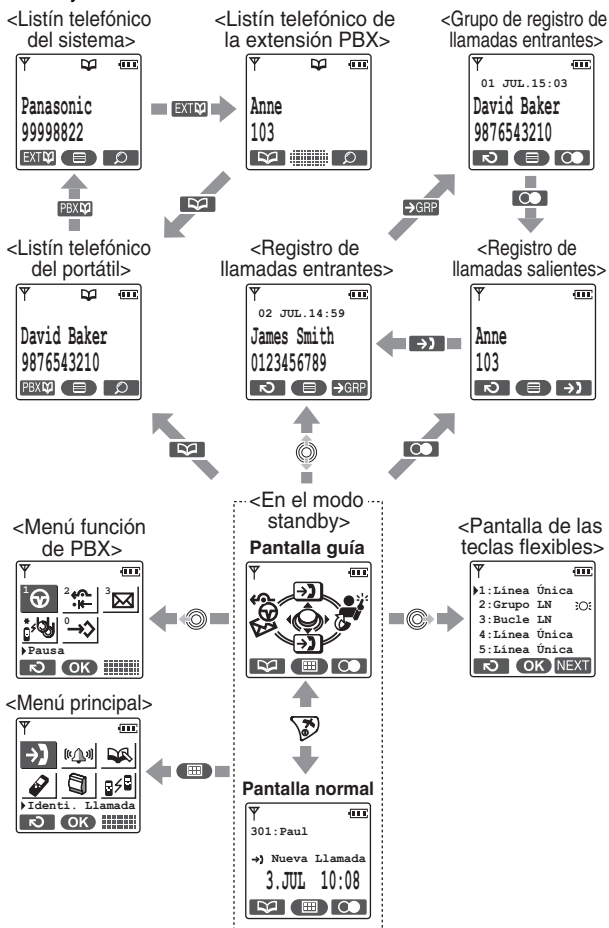 <Listín telefónico
del sistema>
<Listín telefónico de
la extensión PBX>
<Grupo de registro de
llamadas entrantes>
Panasonic
99998822
EXT
EXT
Anne
103
01 JUL.15:03
David Baker
9876543210
PBX
→GRP
<Listín telefónico
del portátil>
<Registro de
llamadas entrantes>
<Registro de
llamadas salientes>
David Baker
9876543210
PBX
02 JUL.14:59
James Smith
0123456789
→GRP
Anne
103
<En el modo
standby>
<Menú función
de PBX>
Pantalla guía
<Pantalla de las
teclas flexibles>
1 2 3
* 0
Pausa
OK
1:Línea Única
2:Grupo LN
3:Bucle LN
4:Línea Única
5:Línea Única
OK NEXT
<Menú principal>
Identi. Llamada
OK
Pantalla normal
301:Paul
Nueva Llamada
3.JUL 10:08